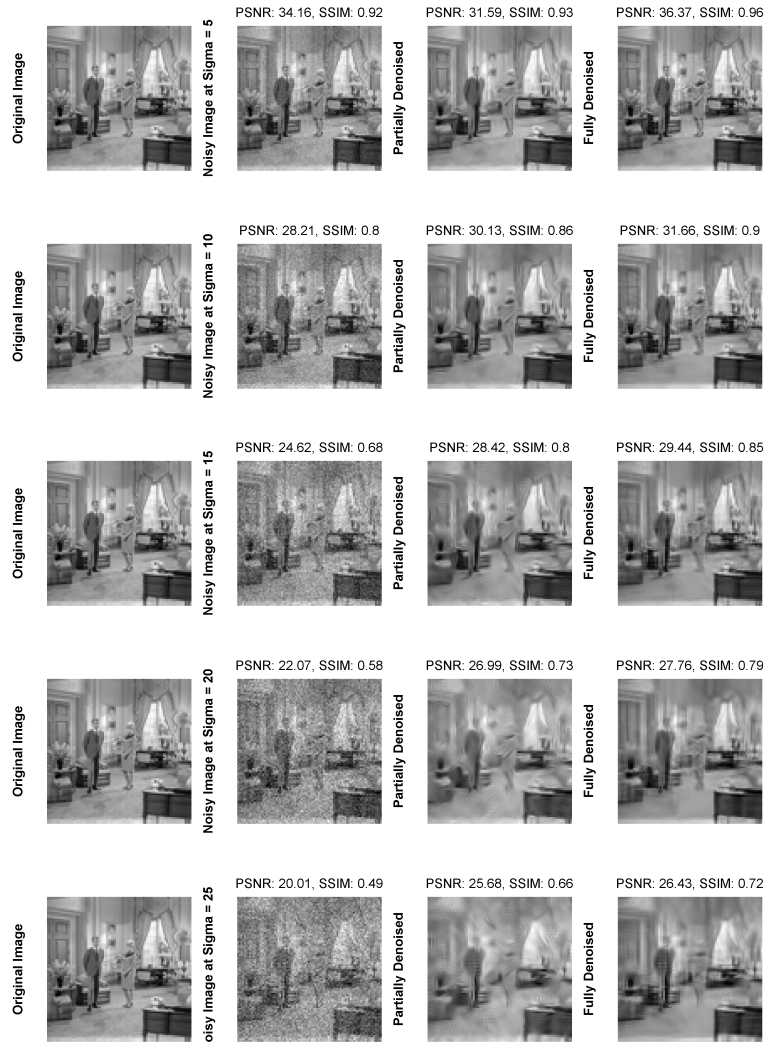 PSNR: 34.16, SSIM: 0.92
PSNR: 31.59, SSIM: 0.93
PSNR: 36.37, SSIM: 0.96
Original Image
Noisy Image at Sigma = 5
Partially Denoised
Fully Denoised
PSNR: 28.21, SSIM: 0.8
PSNR: 30.13, SSIM: 0.86
PSNR: 31.66, SSIM: 0.9
Original Image
Noisy Image at Sigma = 10
Partially Denoised
Fully Denoised
PSNR: 24.62, SSIM: 0.68
PSNR: 28.42, SSIM: 0.8
PSNR: 29.44, SSIM: 0.85
Original Image
Noisy Image at Sigma = 15
Partially Denoised
Fully Denoised
PSNR: 22.07, SSIM: 0.58
PSNR: 26.99, SSIM: 0.73
PSNR: 27.76, SSIM: 0.79
Original Image
Noisy Image at Sigma = 20
Partially Denoised
Fully Denoised
PSNR: 20.01, SSIM: 0.49
PSNR: 25.68, SSIM: 0.66
PSNR: 26.43, SSIM: 0.72
Original Image
oisy Image at Sigma = 25
Partially Denoised
Fully Denoised